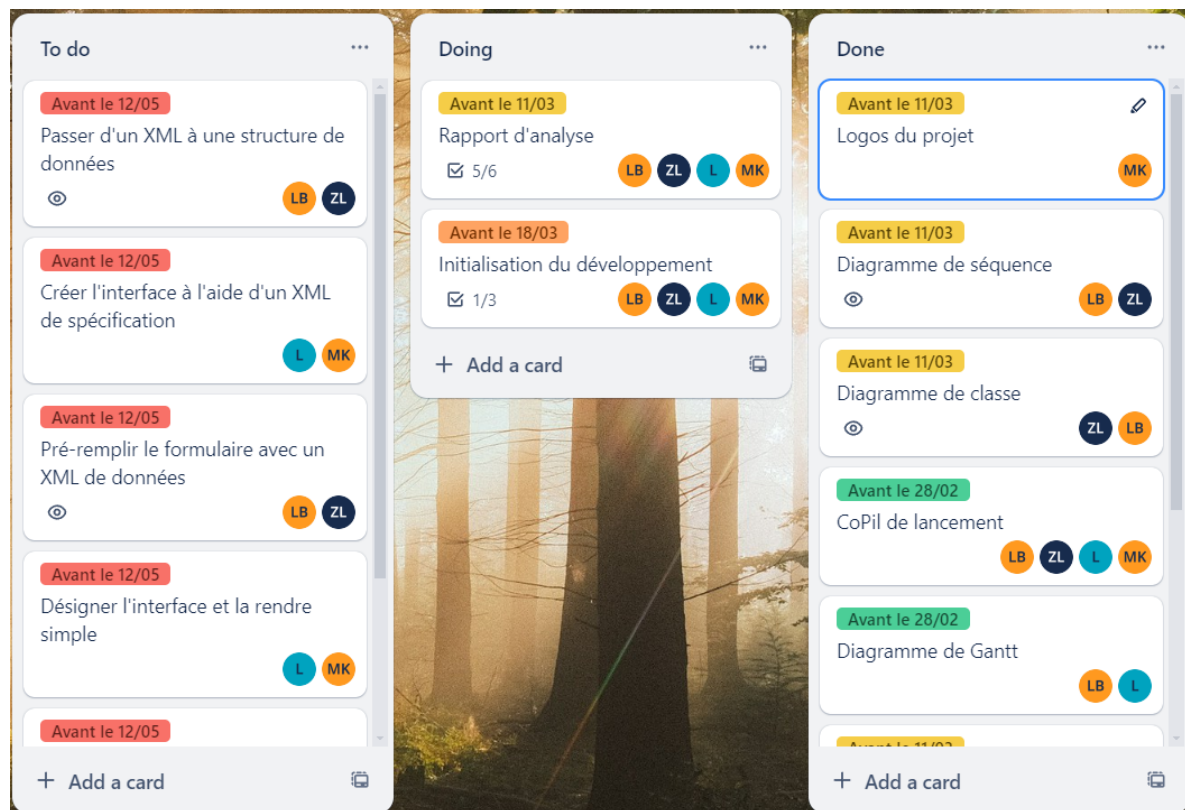 To do
Avant le 12/05
Passer d'un XML à une structure de
données
LB ZL
Avant le 12/05
Créer l'interface à l'aide d'un XML
de spécification
L MK
Avant le 12/05
Pré-remplir le formulaire avec un
XML de données
LB ZL
Avant le 12/05
Désigner l'interface et la rendre
simple
L MK
Avant le 12/05
+ Add a card
Doing
Avant le 11/03
Rapport d'analyse
5/6 LB ZL L MK
Avant le 18/03
Initialisation du développement
1/3 LB ZL L MK
+ Add a card
Done
Avant le 11/03
Logos du projet
MK
Avant le 11/03
Diagramme de séquence
LB ZL
Avant le 11/03
Diagramme de classe
ZL LB
Avant le 28/02
CoPil de lancement
LB ZL L MK
Avant le 28/02
Diagramme de Gantt
LB L
Avant le 11/03
+ Add a card